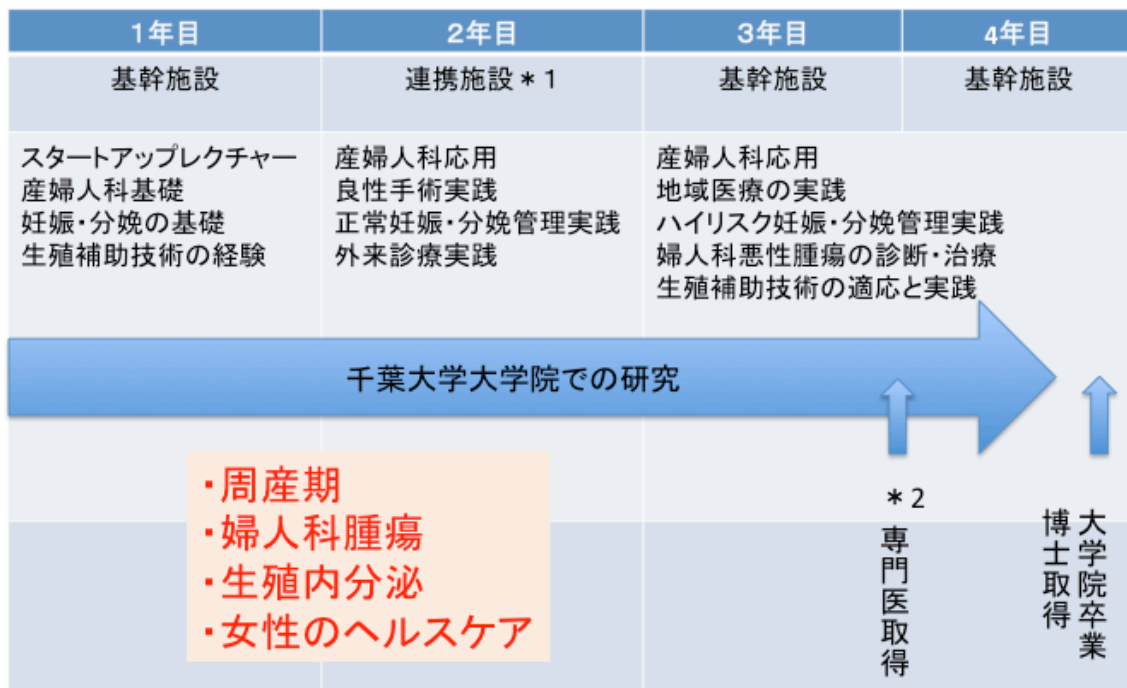 1年目
2年目
3年目
4年目
基幹施設
連携施設＊1
基幹施設
基幹施設
スタートアップレクチャー
産婦人科基礎
妊娠・分娩の基礎
生殖補助技術の経験
産婦人科応用
良性手術実践
正常妊娠・分娩管理実践
外来診療実践
産婦人科応用
地域医療の実践
ハイリスク妊娠・分娩管理実践
婦人科悪性腫瘍の診断・治療
生殖補助技術の適応と実践
千葉大学大学院での研究
・周産期
・婦人科腫瘍
・生殖内分泌
・女性のヘルスケア
＊2
専門医取得
大学院卒業
博士取得